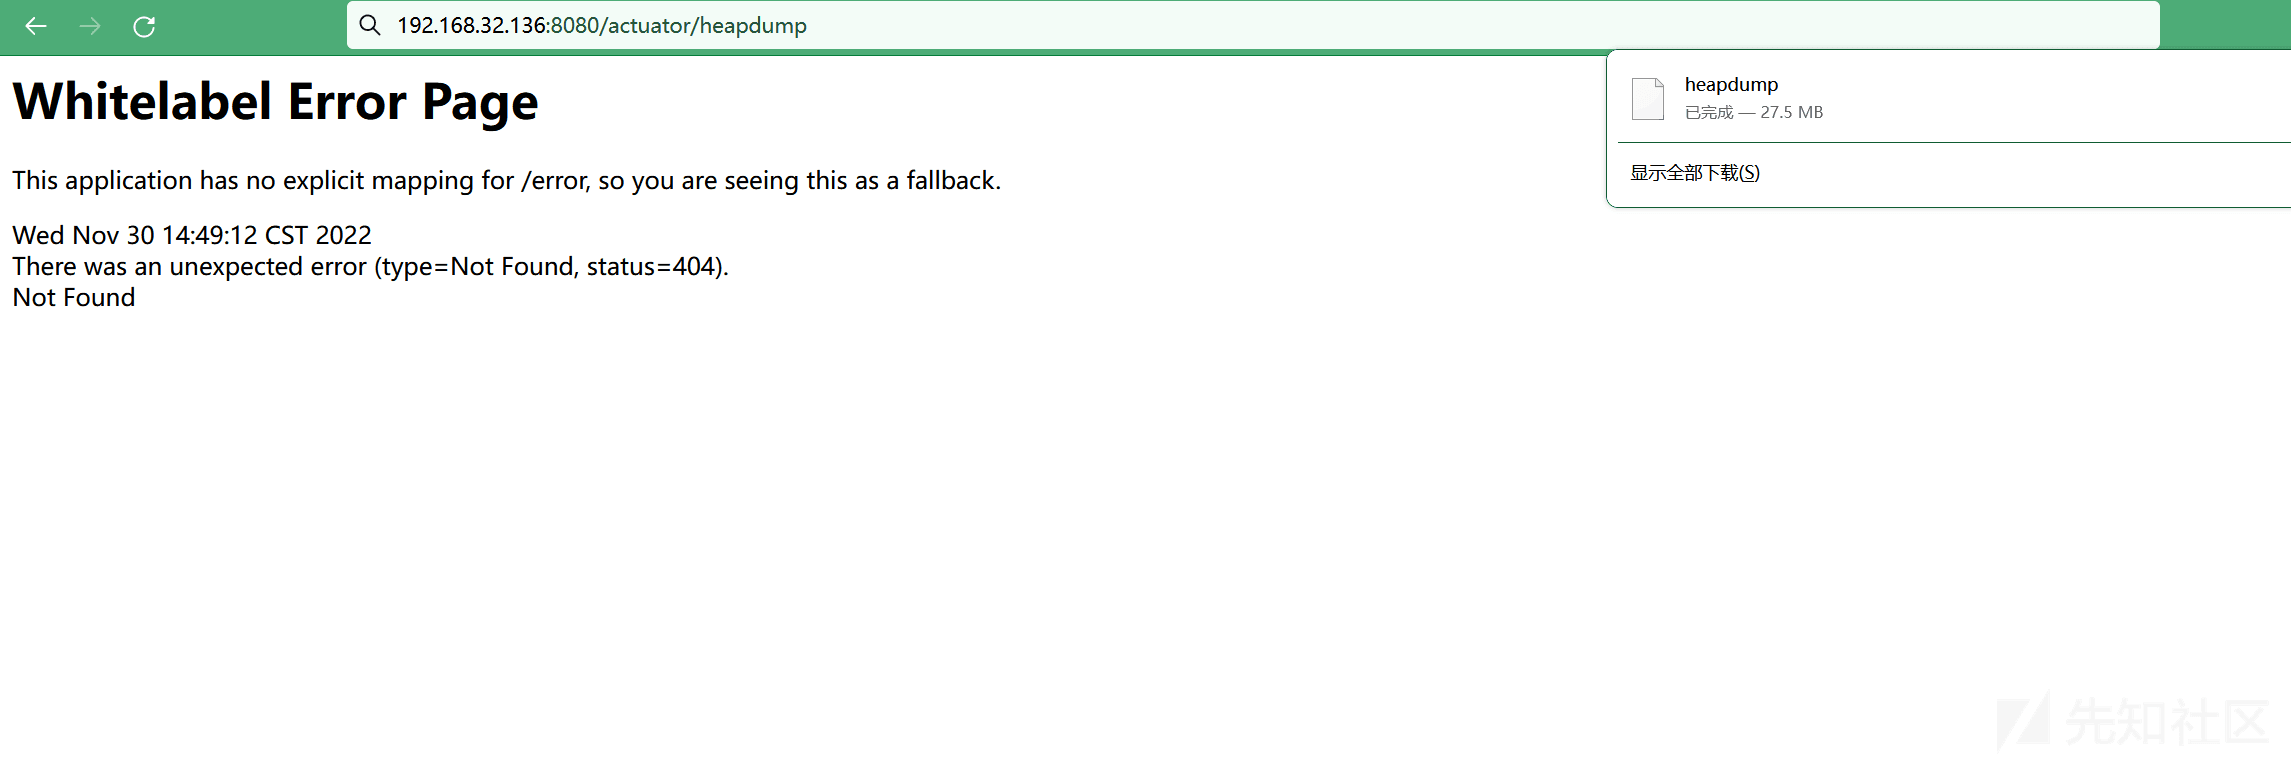 192.168.32.136:8080/actuator/heapdump
heapdump
已完成 — 27.5 MB
显示全部下载(S)
Whitelabel Error Page
This application has no explicit mapping for /error, so you are seeing this as a fallback.
Wed Nov 30 14:49:12 CST 2022
There was an unexpected error (type=Not Found, status=404).
Not Found
先知社区